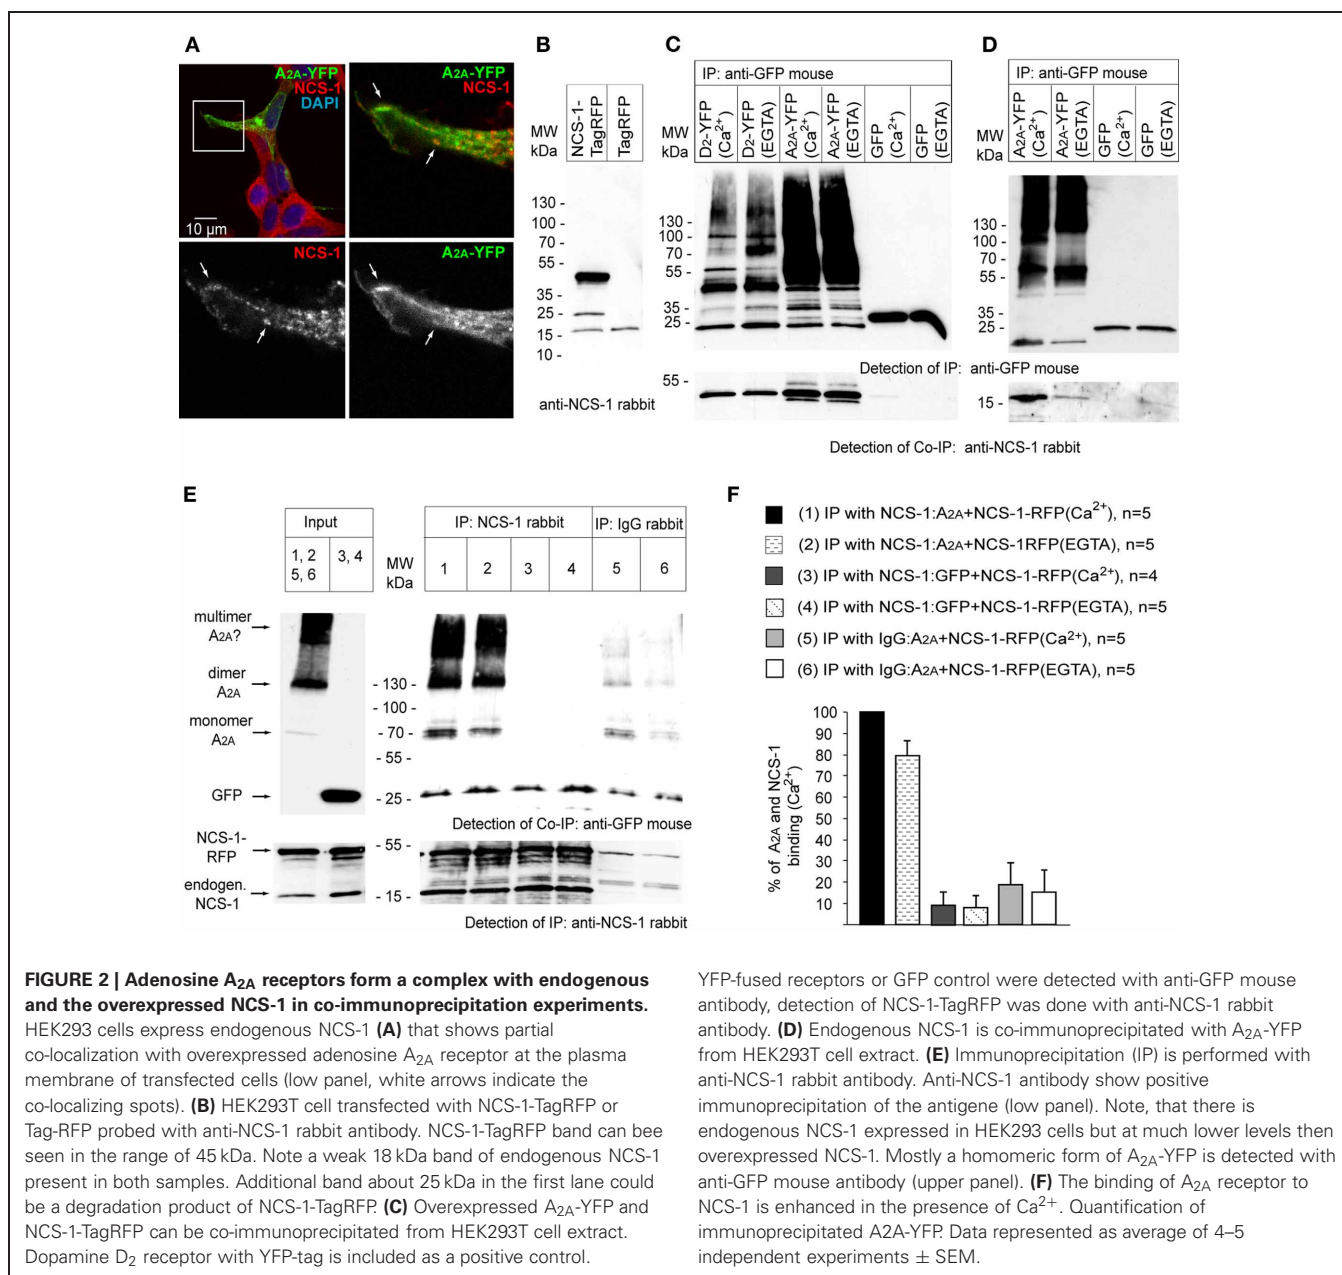 A
A2A-YFP
NCS-1
DAPI
10 µm
A2A-YFP
NCS-1
NCS-1
A2A-YFP
B
MW
kDa
NCS-1-
TagRFP
TagRFP
130 -
100 -
70 -
55 -
35 -
25 -
15 -
10 -
anti-NCS-1 rabbit
C
IP: anti-GFP mouse
MW
kDa
D2-YFP
(Ca2+)
D2-YFP
(EGTA)
A2A-YFP
(Ca2+)
A2A-YFP
(EGTA)
GFP
(Ca2+)
GFP
(EGTA)
130 -
100 -
70 -
55 -
35 -
25 -
55 -
D
IP: anti-GFP mouse
MW
kDa
A2A-YFP
(Ca2+)
A2A-YFP
(EGTA)
GFP
(Ca2+)
GFP
(EGTA)
130 -
100 -
70 -
55 -
35 -
25 -
15 -
Detection of IP: anti-GFP mouse
Detection of Co-IP: anti-NCS-1 rabbit
E
Input
1, 2
5, 6
3, 4
MW
kDa
IP: NCS-1 rabbit
IP: IgG rabbit
1 2 3 4 5 6
multimer
A2A?
dimer
A2A
monomer
A2A
GFP
- 130 -
- 100 -
- 70 -
- 55 -
- 25 -
Detection of Co-IP: anti-GFP mouse
NCS-1-
RFP
endogen.
NCS-1
- 55 -
- 15 -
Detection of IP: anti-NCS-1 rabbit
F
(1) IP with NCS-1:A2A+NCS-1-RFP(Ca2+), n=5
(2) IP with NCS-1:A2A+NCS-1RFP(EGTA), n=5
(3) IP with NCS-1:GFP+NCS-1-RFP(Ca2+), n=4
(4) IP with NCS-1:GFP+NCS-1-RFP(EGTA), n=5
(5) IP with IgG:A2A+NCS-1-RFP(Ca2+), n=5
(6) IP with IgG:A2A+NCS-1-RFP(EGTA), n=5
% of A2A and NCS-1
binding (Ca2+)
100
90
80
70
60
50
40
30
20
10
FIGURE 2 | Adenosine A2A receptors form a complex with endogenous
and the overexpressed NCS-1 in co-immunoprecipitation experiments.
HEK293 cells express endogenous NCS-1 (A) that shows partial
co-localization with overexpressed adenosine A2A receptor at the plasma
membrane of transfected cells (low panel, white arrows indicate the
co-localizing spots). (B) HEK293T cell transfected with NCS-1-TagRFP or
Tag-RFP probed with anti-NCS-1 rabbit antibody. NCS-1-TagRFP band can bee
seen in the range of 45 kDa. Note a weak 18 kDa band of endogenous NCS-1
present in both samples. Additional band about 25 kDa in the first lane could
be a degradation product of NCS-1-TagRFP. (C) Overexpressed A2A-YFP and
NCS-1-TagRFP can be co-immunoprecipitated from HEK293T cell extract.
Dopamine D2 receptor with YFP-tag is included as a positive control.
YFP-fused receptors or GFP control were detected with anti-GFP mouse
antibody, detection of NCS-1-TagRFP was done with anti-NCS-1 rabbit
antibody. (D) Endogenous NCS-1 is co-immunoprecipitated with A2A-YFP
from HEK293T cell extract. (E) Immunoprecipitation (IP) is performed with
anti-NCS-1 rabbit antibody. Anti-NCS-1 antibody show positive
immunoprecipitation of the antigene (low panel). Note, that there is
endogenous NCS-1 expressed in HEK293 cells but at much lower levels then
overexpressed NCS-1. Mostly a homomeric form of A2A-YFP is detected with
anti-GFP mouse antibody (upper panel). (F) The binding of A2A receptor to
NCS-1 is enhanced in the presence of Ca2+. Quantification of
immunoprecipitated A2A-YFP. Data represented as average of 4–5
independent experiments ± SEM.